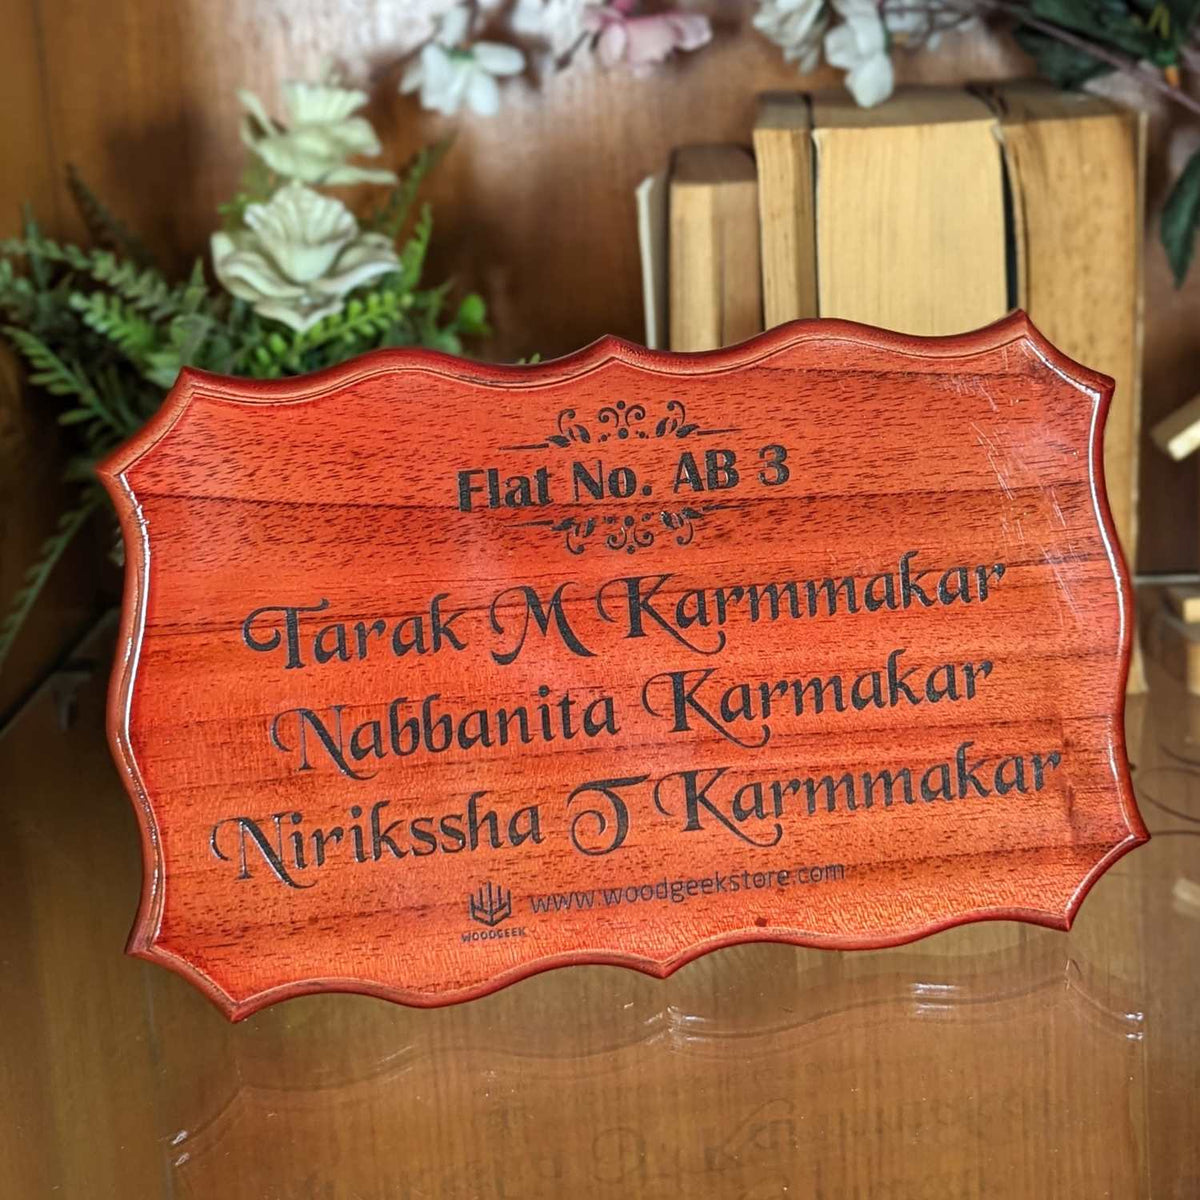 Flat No. AB 3
Tarak M Karmmakar
Nabbanita Karmakar
Nirikssha T Karmmakar
WOODGEEK
www.woodgeekstore.com